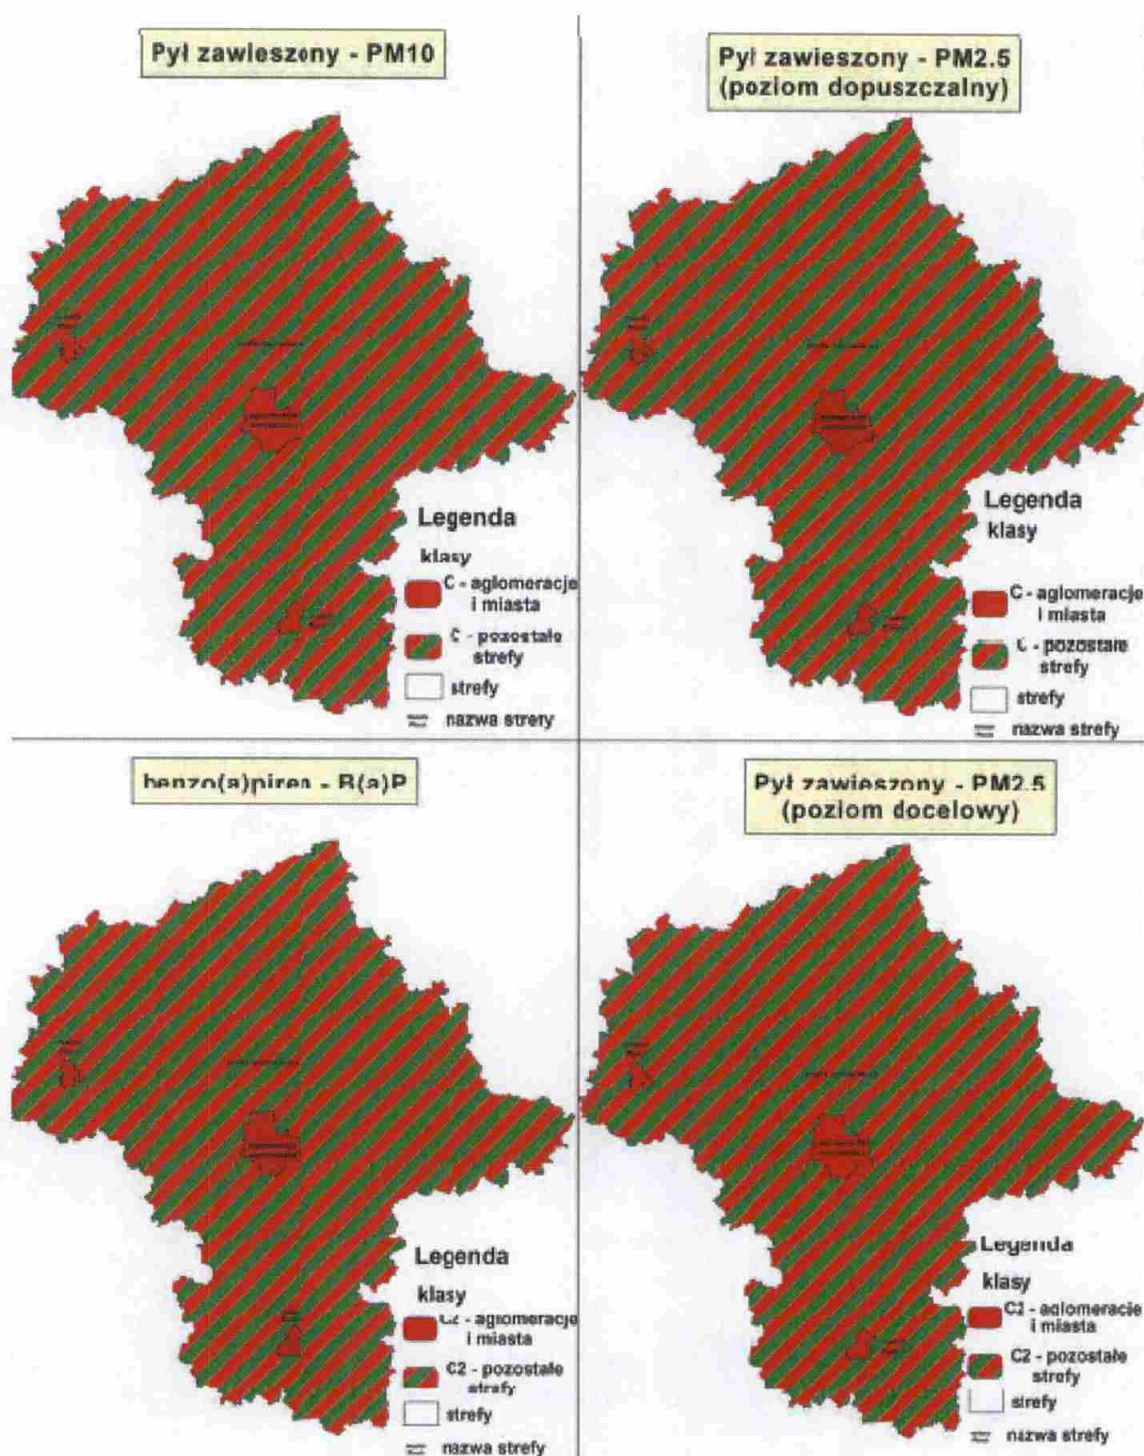 Pył zawieszony - PM10
Legenda
klasy
C - aglomeracje
i miasta
C - pozostałe
strefy
strefy
nazwa strefy
Pył zawieszony - PM2.5
(poziom dopuszczalny)
Legenda
klasy
C - aglomeracje
i miasta
C - pozostałe
strefy
strefy
nazwa strefy
benzo(a)piren - B(a)P
Legenda
klasy
C2 - aglomeracje
i miasta
C2 - pozostałe
strefy
strefy
nazwa strefy
Pył zawieszony - PM2.5
(poziom docelowy)
Legenda
klasy
C2 - aglomeracje
i miasta
C2 - pozostałe
strefy
strefy
nazwa strefy